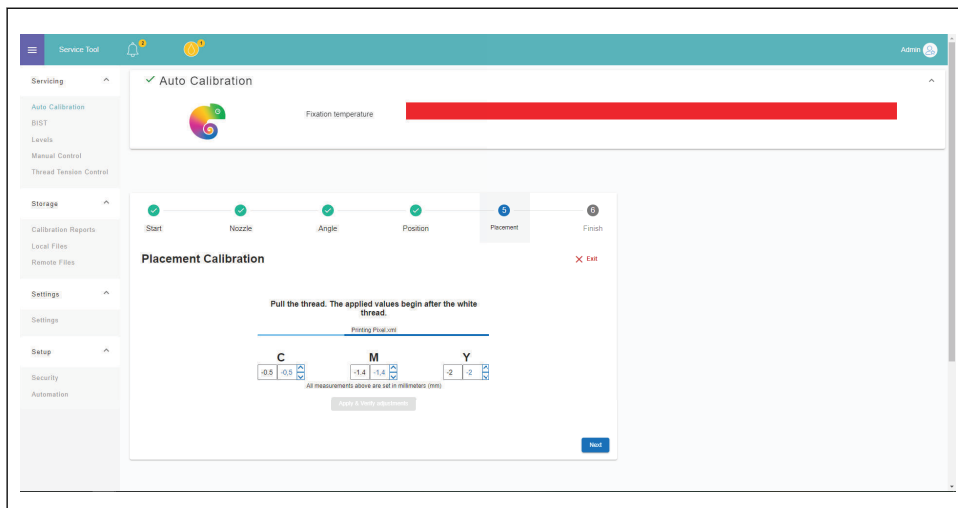 Service Tool
2
1
Admin
Servicing
Auto Calibration
BIST
Levels
Manual Control
Thread Tension Control
Storage
Calibration Reports
Local Files
Remote Files
Settings
Settings
Setup
Security
Automation
Auto Calibration
Fixation temperature
5
6
Start
Nozzle
Angle
Position
Placement
Finish
Placement Calibration
Exit
Pull the thread. The applied values begin after the white
thread.
Printing Pixel.xml
C
M
Y
-0.5 -0,5
-1.4 -1,4
-2 -2
All measurements above are set in millimeters (mm)
Apply & Verify adjustments
Next